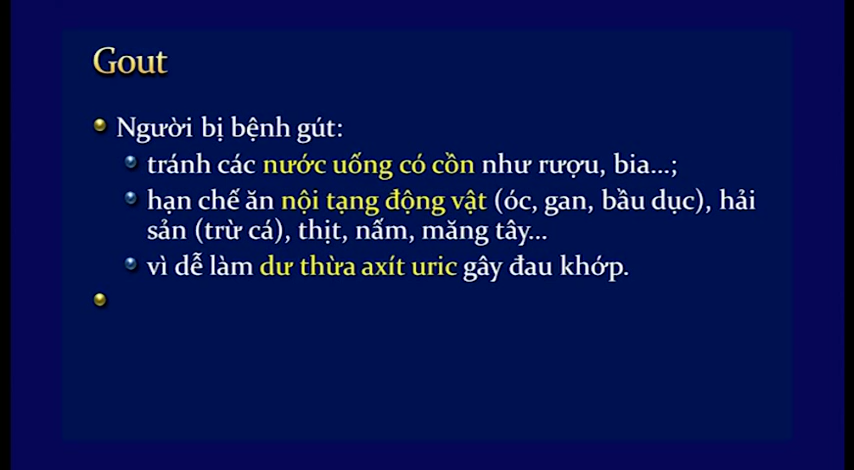 Gout
Người bị bệnh gút:
tránh các nước uống có cồn như rượu, bia...;
hạn chế ăn nội tạng động vật (óc, gan, bầu dục), hải
sản (trừ cá), thịt, nấm, măng tây...
vì dễ làm dư thừa axít uric gây đau khớp.